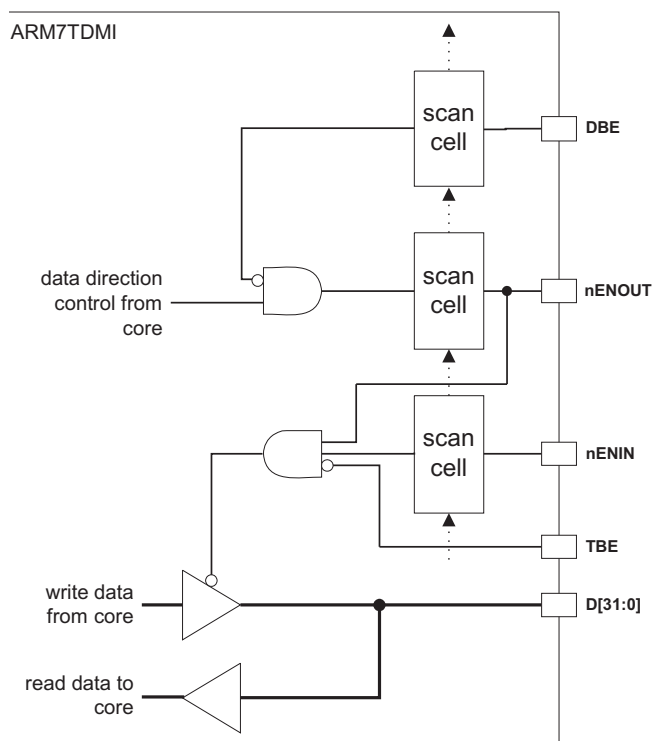 ARM7TDMI
scan
cell
DBE
data direction
control from
core
scan
cell
nENOUT
scan
cell
nENIN
TBE
write data
from core
D[31:0]
read data to
core